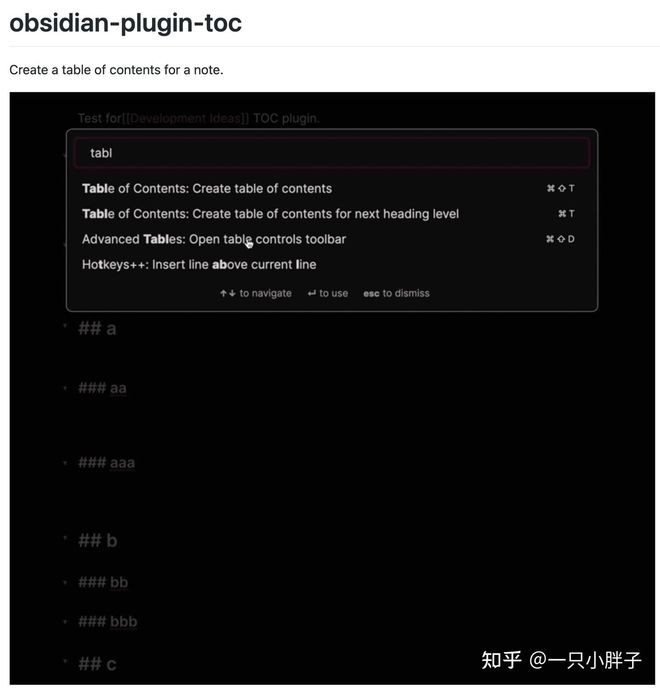 obsidian-plugin-toc
Create a table of contents for a note.
Test for[[Development Ideas]] TOC plugin.
tabl
Table of Contents: Create table of contents ⌘⇧T
Table of Contents: Create table of contents for next heading level ⌘T
Advanced Tables: Open table controls toolbar ⌘⇧D
Hotkeys++: Insert line above current line
↑↓ to navigate ↵ to use esc to dismiss
## a
### aa
### aaa
## b
### bb
### bbb
## c
知乎 @一只小胖子